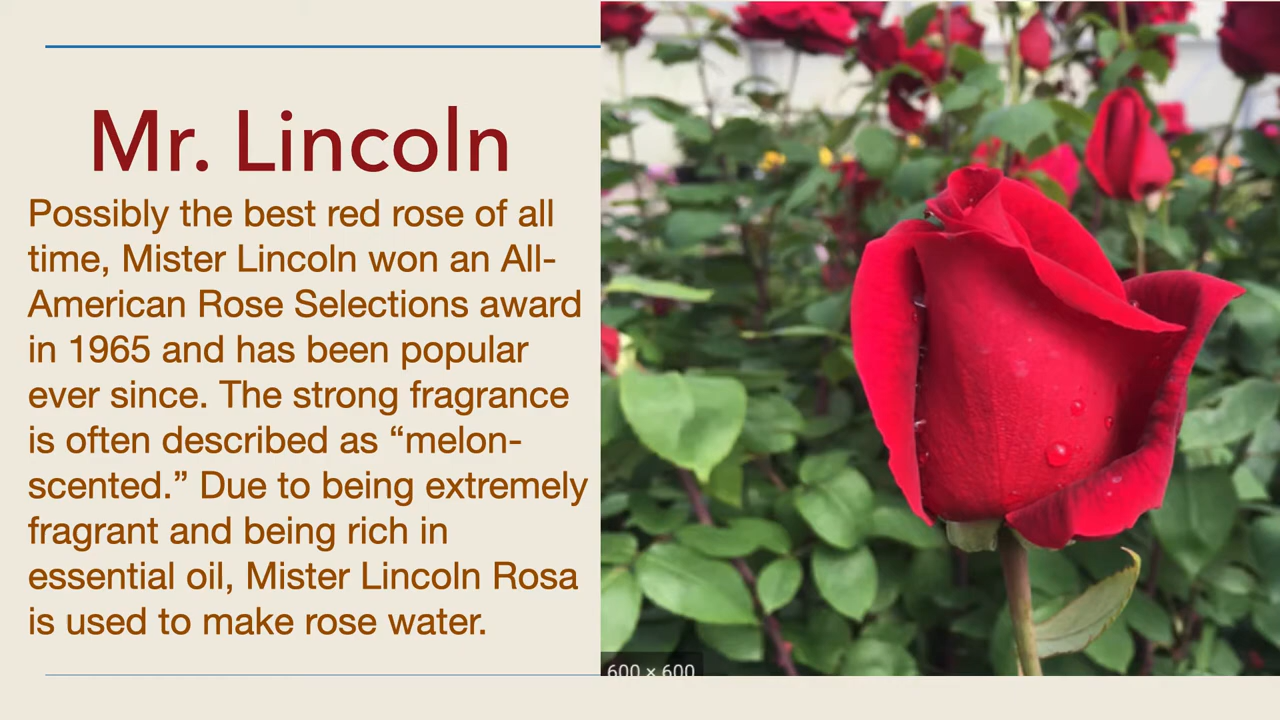 Mr. Lincoln
Possibly the best red rose of all
time, Mister Lincoln won an All-
American Rose Selections award
in 1965 and has been popular
ever since. The strong fragrance
is often described as “melon-
scented.” Due to being extremely
fragrant and being rich in
essential oil, Mister Lincoln Rosa
is used to make rose water.
600 × 600